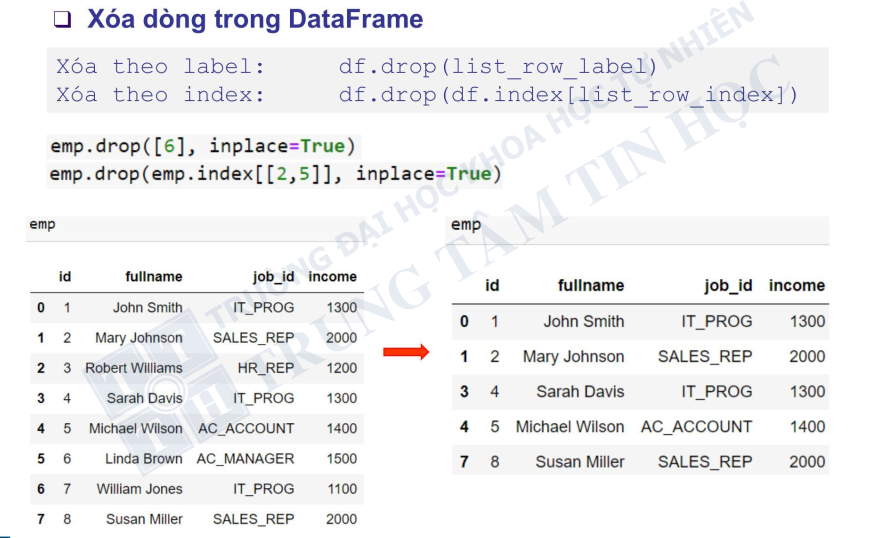 Xóa dòng trong DataFrame
Xóa theo label: df.drop(list_row_label)
Xóa theo index: df.drop(df.index[list_row_index])
emp.drop([6], inplace=True)
emp.drop(emp.index[[2,5]], inplace=True)
emp
id fullname job_id income
0 1 John Smith IT_PROG 1300
1 2 Mary Johnson SALES_REP 2000
2 3 Robert Williams HR_REP 1200
3 4 Sarah Davis IT_PROG 1300
4 5 Michael Wilson AC_ACCOUNT 1400
5 6 Linda Brown AC_MANAGER 1500
6 7 William Jones IT_PROG 1100
7 8 Susan Miller SALES_REP 2000
emp
id fullname job_id income
0 1 John Smith IT_PROG 1300
1 2 Mary Johnson SALES_REP 2000
3 4 Sarah Davis IT_PROG 1300
4 5 Michael Wilson AC_ACCOUNT 1400
7 8 Susan Miller SALES_REP 2000
TRƯỜNG ĐẠI HỌC KHOA HỌC TỰ NHIÊN
TRUNG TÂM TIN HỌC